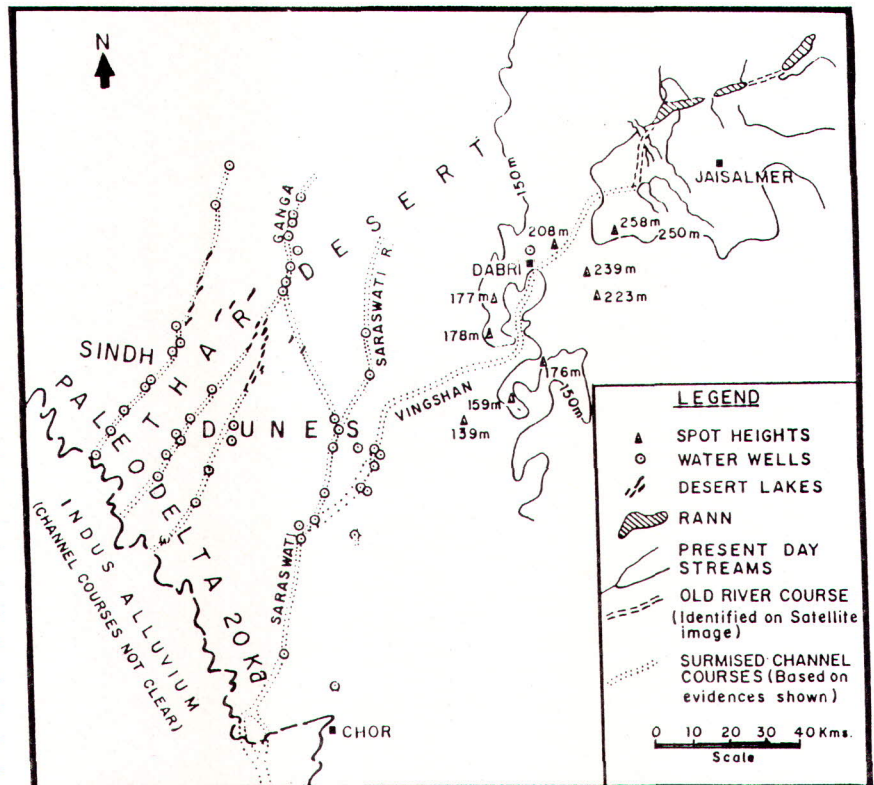 N
GANGA
THAR DESERT
150m
JAISALMER
208m
258m
250m
DABRI
239m
177m
223m
SARASWATI R
178m
SINDH
176m
150m
VINGSHAN
159m
139m
DUNES
PALEO DELTA 20 Ka
INDUS ALLUVIUM
(CHANNEL COURSES NOT CLEAR)
SARASWATI
CHOR
LEGEND
SPOT HEIGHTS
WATER WELLS
DESERT LAKES
RANN
PRESENT DAY
STREAMS
OLD RIVER COURSE
(Identified on Satellite
image)
SURMISED CHANNEL
COURSES (Based on
evidences shown)
0 10 20 30 40 Kms.
Scale